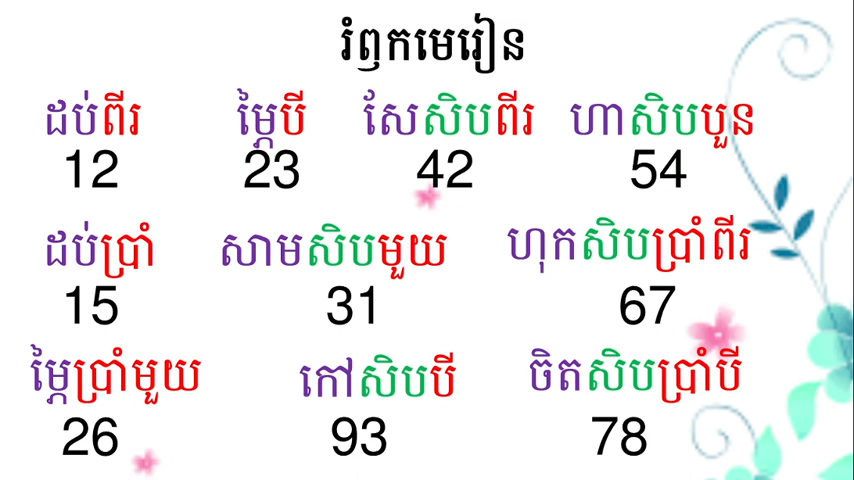 រំឭកមេរៀន
ដប់ពីរ ម្ភៃបី សែសិបពីរ ហាសិបបួន
12 23 42 54
ដប់ប្រាំ សាមសិបមួយ ហុកសិបប្រាំពីរ
15 31 67
ម្ភៃប្រាំមួយ កៅសិបបី ចិតសិបប្រាំបី
26 93 78